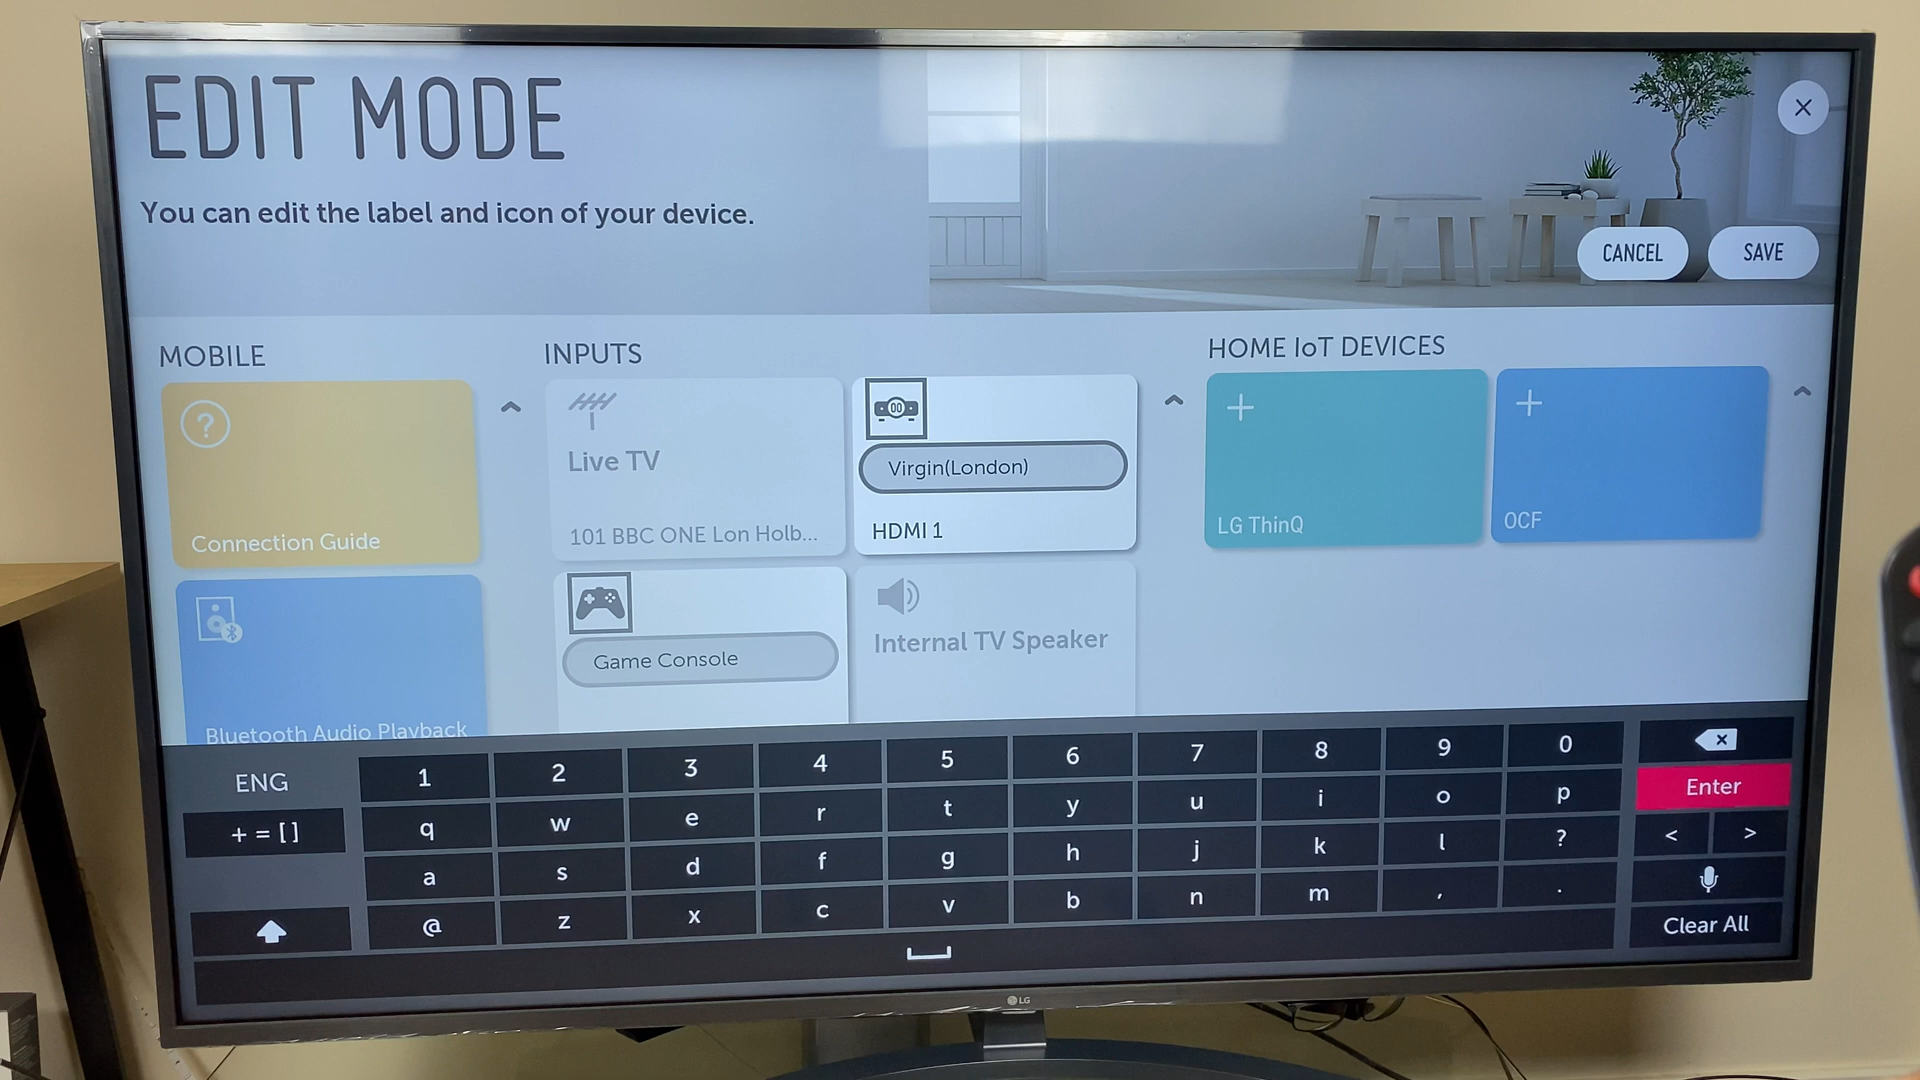 EDIT MODE
You can edit the label and icon of your device.
CANCEL
SAVE
MOBILE
INPUTS
HOME IoT DEVICES
?
Connection Guide
Live TV
101 BBC ONE Lon Holb...
00
Virgin(London)
HDMI 1
LG ThinQ
OCF
Bluetooth Audio Playback
Game Console
Internal TV Speaker
ENG
1 2 3 4 5 6 7 8 9 0
+ = [ ] q w e r t y u i o p Enter
a s d f g h j k l ? < >
@ z x c v b n m , .
Clear All
LG